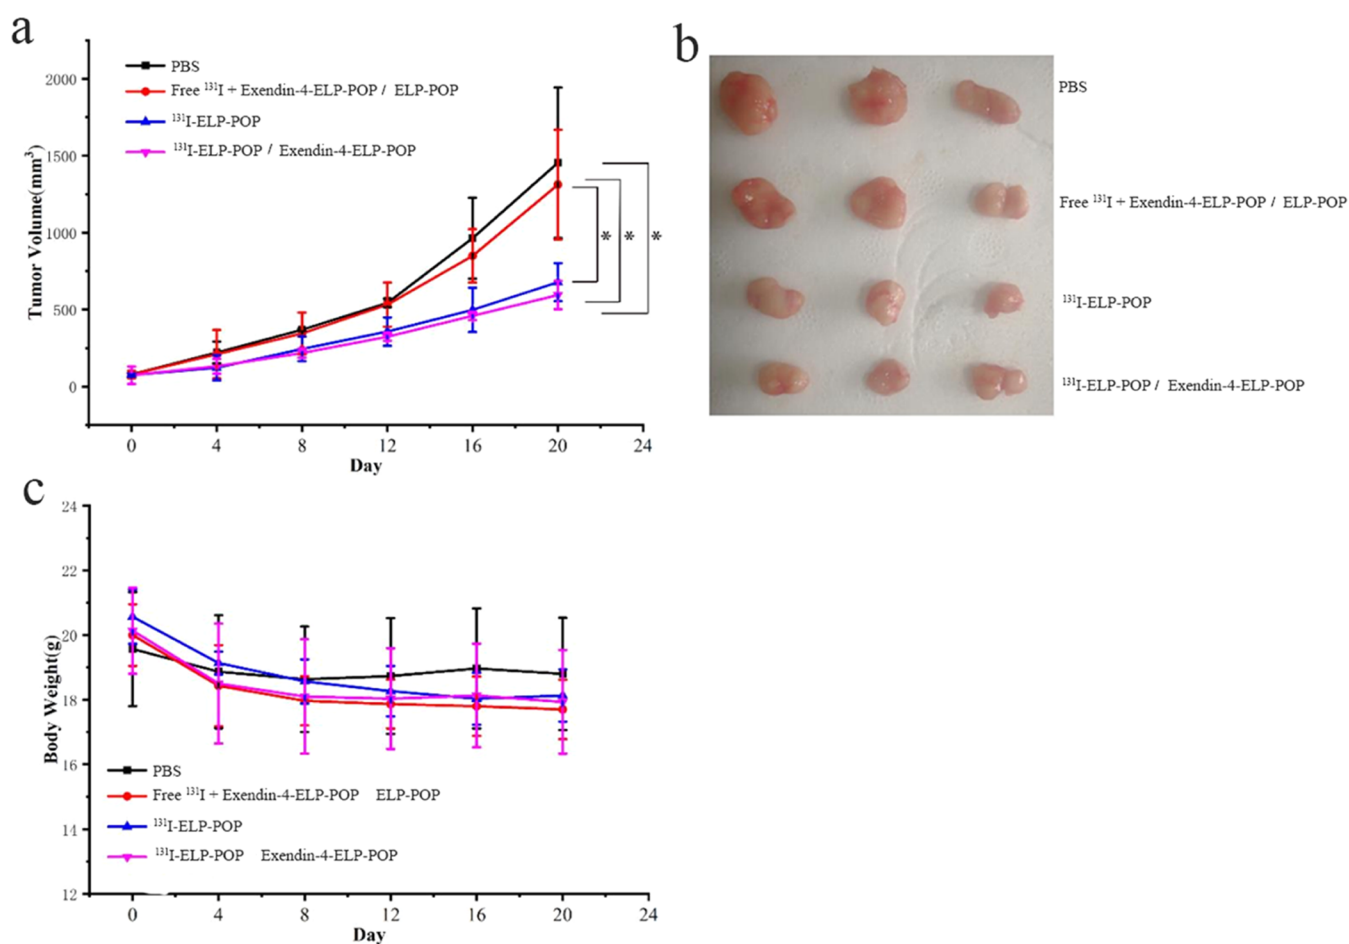 a
PBS
Free ¹³¹I + Exendin-4-ELP-POP / ELP-POP
¹³¹I-ELP-POP
¹³¹I-ELP-POP / Exendin-4-ELP-POP
Tumor Volume(mm³)
2000
1500
1000
500
0
* * *
0 4 8 12 16 20 24
Day
b
PBS
Free ¹³¹I + Exendin-4-ELP-POP / ELP-POP
¹³¹I-ELP-POP
¹³¹I-ELP-POP / Exendin-4-ELP-POP
c
Body Weight(g)
24
22
20
18
16
14
12
PBS
Free ¹³¹I + Exendin-4-ELP-POP ELP-POP
¹³¹I-ELP-POP
¹³¹I-ELP-POP Exendin-4-ELP-POP
0 4 8 12 16 20 24
Day